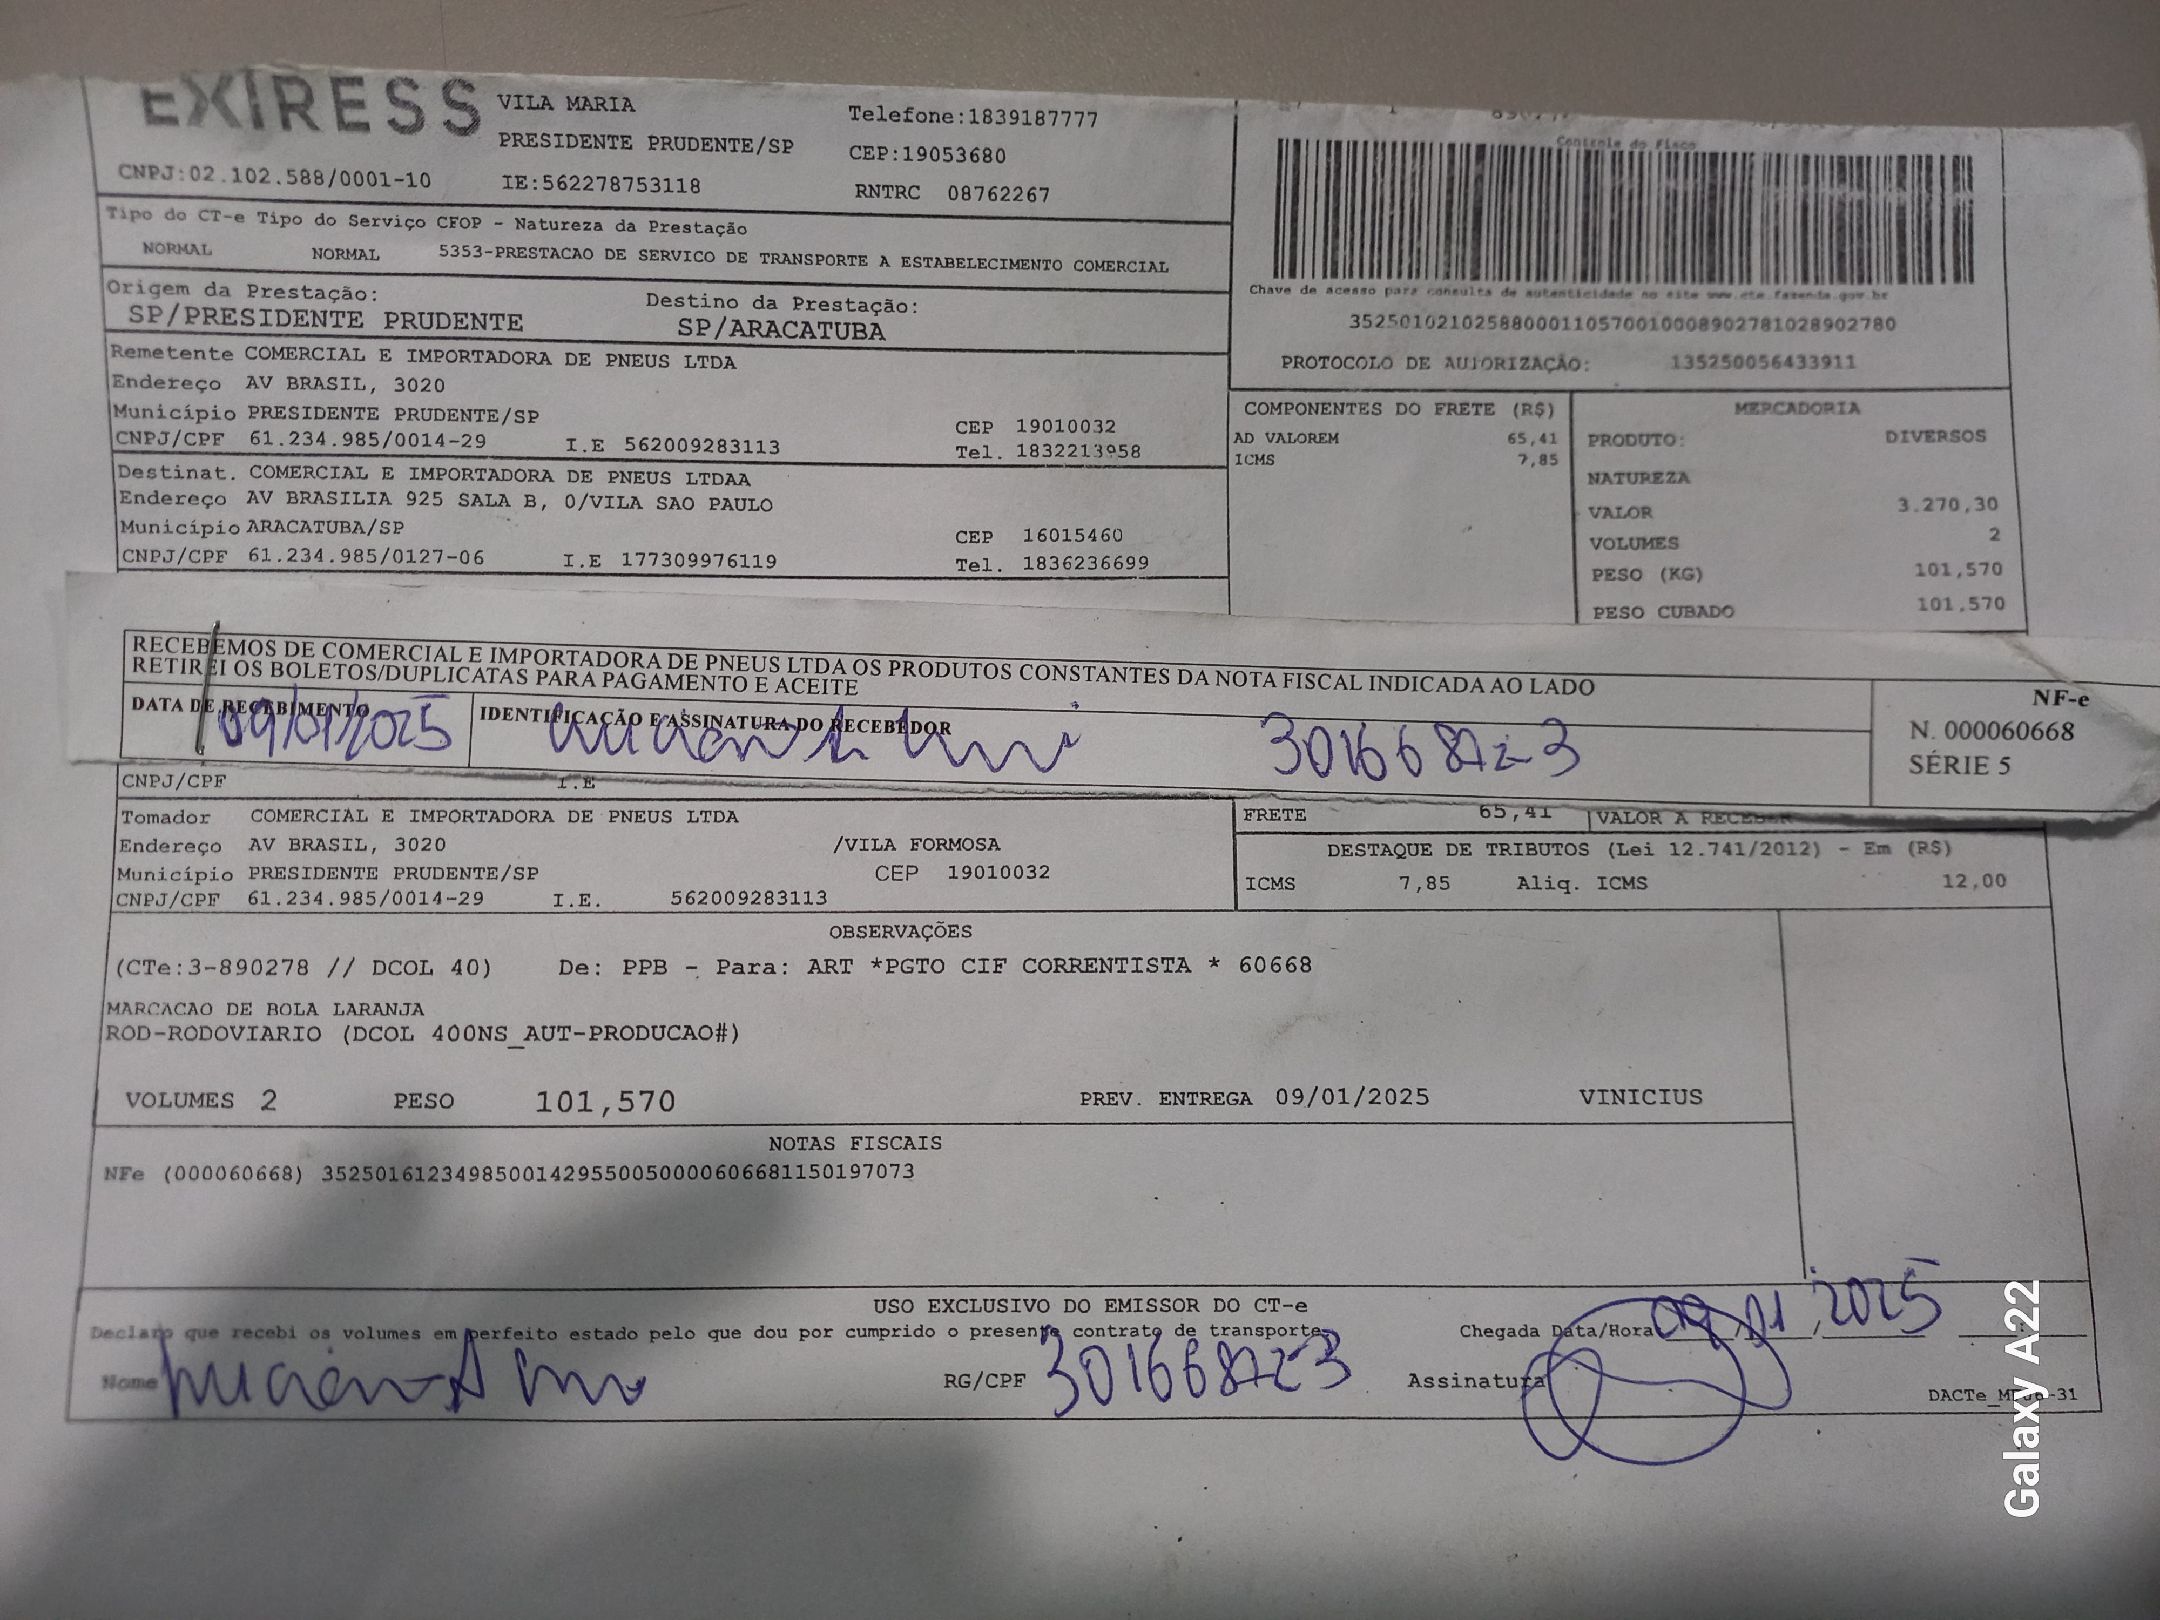 EXPRESS
VILA MARIA
Telefone:1839187777
PRESIDENTE PRUDENTE/SP
CEP:19053680
CNPJ:02.102.588/0001-10
IE:562278753118
RNTRC 08762267
Controle do Fisco
Tipo do CT-e Tipo do Serviço CFOP - Natureza da Prestação
NORMAL NORMAL 5353-PRESTACAO DE SERVICO DE TRANSPORTE A ESTABELECIMENTO COMERCIAL
Chave de acesso para consulta de autenticidade no site www.cte.fazenda.gov.br
35250102102588000110570010008902781028902780
PROTOCOLO DE AUTORIZAÇÃO: 135250056433911
Origem da Prestação: Destino da Prestação:
SP/PRESIDENTE PRUDENTE SP/ARACATUBA
Remetente COMERCIAL E IMPORTADORA DE PNEUS LTDA
Endereço AV BRASIL, 3020
Município PRESIDENTE PRUDENTE/SP CEP 19010032
CNPJ/CPF 61.234.985/0014-29 I.E 562009283113 Tel. 1832213958
Destinat. COMERCIAL E IMPORTADORA DE PNEUS LTDAA
Endereço AV BRASILIA 925 SALA B, 0/VILA SAO PAULO
Município ARACATUBA/SP CEP 16015460
CNPJ/CPF 61.234.985/0127-06 I.E 177309976119 Tel. 1836236699
COMPONENTES DO FRETE (R$)
AD VALOREM 65,41
ICMS 7,85
MERCADORIA
PRODUTO: DIVERSOS
NATUREZA
VALOR 3.270,30
VOLUMES 2
PESO (KG) 101,570
PESO CUBADO 101,570
RECEBEMOS DE COMERCIAL E IMPORTADORA DE PNEUS LTDA OS PRODUTOS CONSTANTES DA NOTA FISCAL INDICADA AO LADO
RETIREI OS BOLETOS/DUPLICATAS PARA PAGAMENTO E ACEITE
DATA DE RECEBIMENTO IDENTIFICAÇÃO E ASSINATURA DO RECEBEDOR
09/01/2025
NF-e
N. 000060668
SÉRIE 5
CNPJ/CPF I.E
Tomador COMERCIAL E IMPORTADORA DE PNEUS LTDA
Endereço AV BRASIL, 3020 /VILA FORMOSA
Município PRESIDENTE PRUDENTE/SP CEP 19010032
CNPJ/CPF 61.234.985/0014-29 I.E. 562009283113
FRETE 65,41 VALOR A RECEBER
DESTAQUE DE TRIBUTOS (Lei 12.741/2012) - Em (R$)
ICMS 7,85 Aliq. ICMS 12,00
OBSERVAÇÕES
(CTe:3-890278 // DCOL 40) De: PPB - Para: ART *PGTO CIF CORRENTISTA * 60668
MARCACAO DE BOLA LARANJA
ROD-RODOVIARIO (DCOL 400NS_AUT-PRODUCAO#)
VOLUMES 2 PESO 101,570 PREV. ENTREGA 09/01/2025 VINICIUS
NOTAS FISCAIS
NFe (000060668) 35250161234985001429550050000606681150197073
USO EXCLUSIVO DO EMISSOR DO CT-e
Declaro que recebi os volumes em perfeito estado pelo que dou por cumprido o presente contrato de transporte.
Chegada Data/Hora 09/01/2025
Nome RG/CPF Assinatura
Galaxy A22